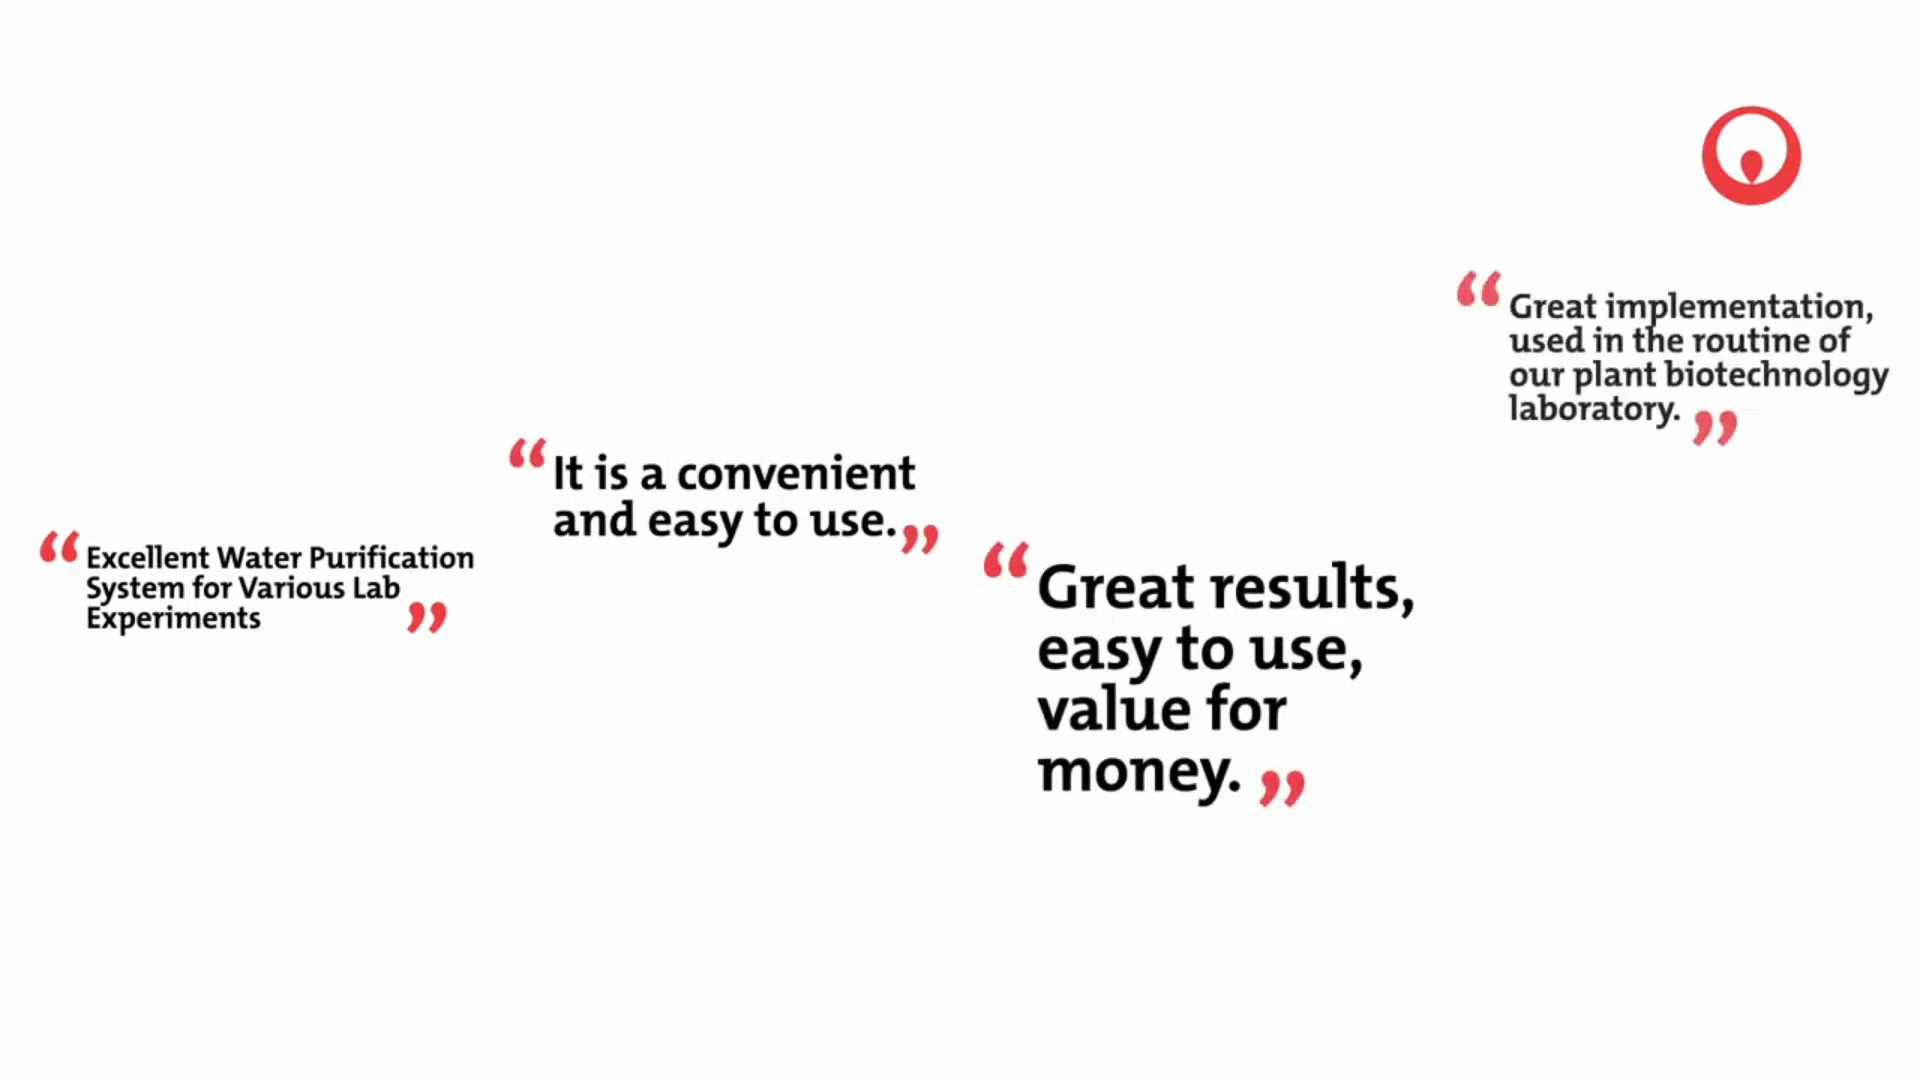 “Excellent Water Purification
System for Various Lab
Experiments”
“It is a convenient
and easy to use.”
“Great results,
easy to use,
value for
money.”
“Great implementation,
used in the routine of
our plant biotechnology
laboratory.”